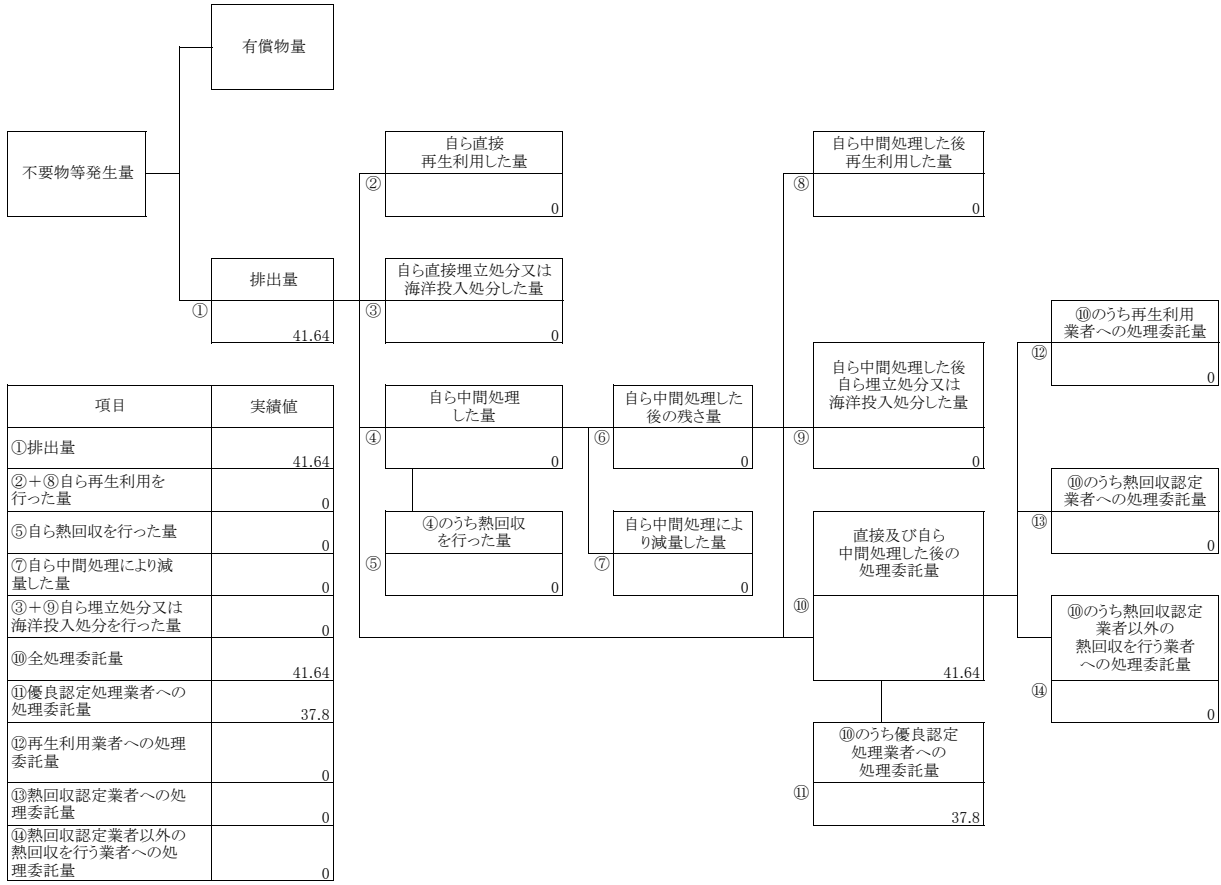 有償物量
不要物等発生量
自ら直接
再生利用した量
②
0
自ら中間処理した後
再生利用した量
⑧
0
排出量
①
41.64
自ら直接埋立処分又は
海洋投入処分した量
③
0
⑩のうち再生利用
業者への処理委託量
⑫
0
自ら中間処理した後
自ら埋立処分又は
海洋投入処分した量
⑨
0
自ら中間処理
した量
④
0
自ら中間処理した
後の残さ量
⑥
0
⑩のうち熱回収認定
業者への処理委託量
⑬
0
④のうち熱回収
を行った量
⑤
0
自ら中間処理によ
り減量した量
⑦
0
直接及び自ら
中間処理した後の
処理委託量
⑩
41.64
⑩のうち熱回収認定
業者以外の
熱回収を行う業者
への処理委託量
⑭
0
⑩のうち優良認定
処理業者への
処理委託量
⑪
37.8
項目 実績値
①排出量
41.64
②+⑧自ら再生利用を
行った量
0
⑤自ら熱回収を行った量
0
⑦自ら中間処理により減
量した量
0
③+⑨自ら埋立処分又は
海洋投入処分を行った量
0
⑩全処理委託量
41.64
⑪優良認定処理業者への
処理委託量
37.8
⑫再生利用業者への処理
委託量
0
⑬熱回収認定業者への処
理委託量
0
⑭熱回収認定業者以外の
熱回収を行う業者への処
理委託量
0